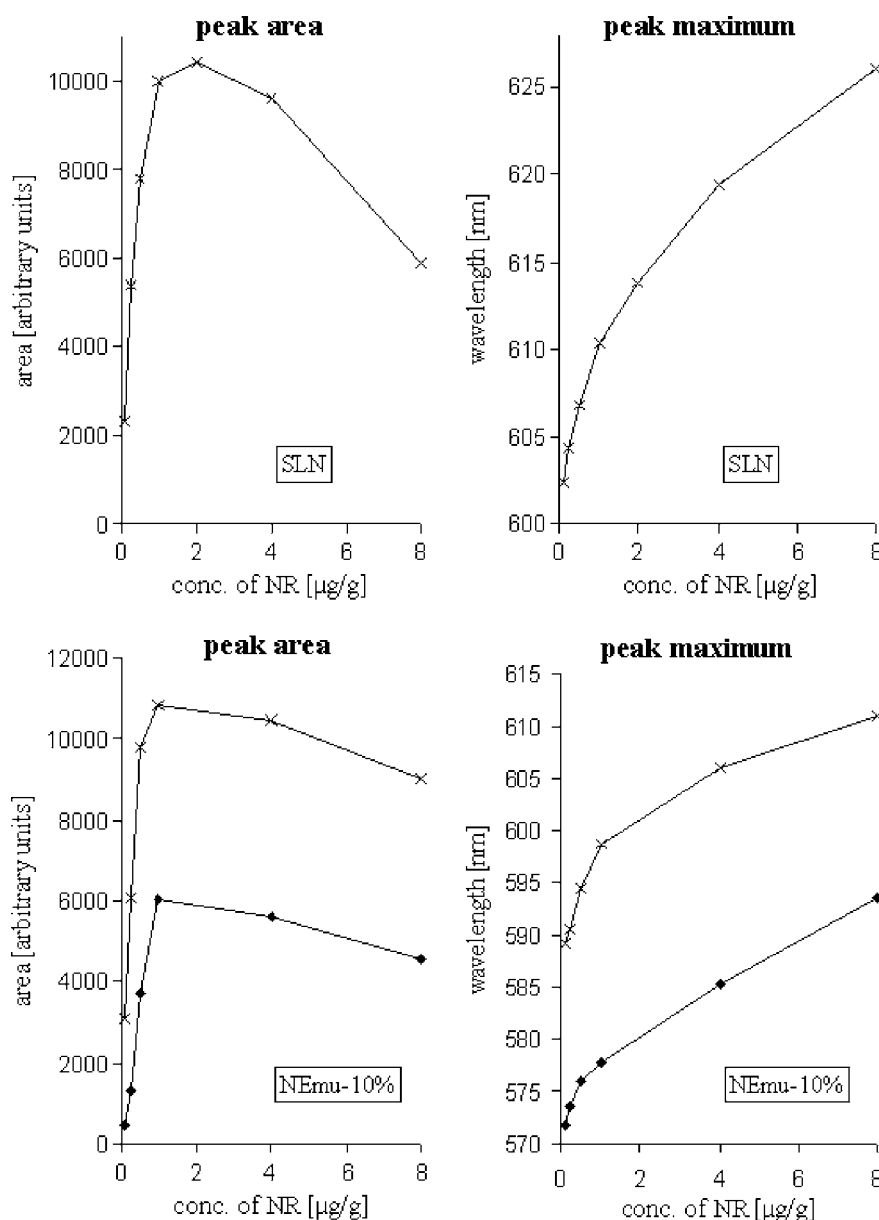 peak area
10000
8000
6000
4000
2000
0
area [arbitrary units]
SLN
0 2 4 6 8
conc. of NR [µg/g]
peak maximum
625
620
615
610
605
600
wavelength [nm]
SLN
0 2 4 6 8
conc. of NR [µg/g]
peak area
12000
10000
8000
6000
4000
2000
0
area [arbitrary units]
NEmu-10%
0 2 4 6 8
conc. of NR [µg/g]
peak maximum
615
610
605
600
595
590
585
580
575
570
wavelength [nm]
NEmu-10%
0 2 4 6 8
conc. of NR [µg/g]